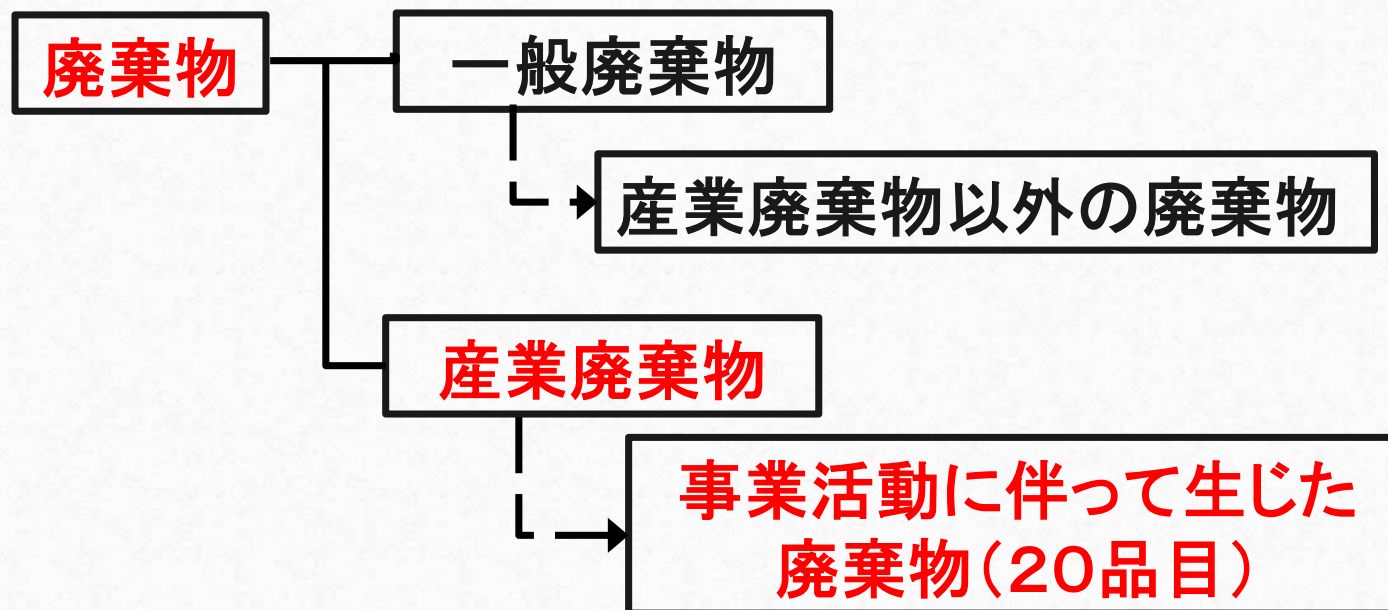 廃棄物
一般廃棄物
産業廃棄物以外の廃棄物
産業廃棄物
事業活動に伴って生じた
廃棄物（２０品目）